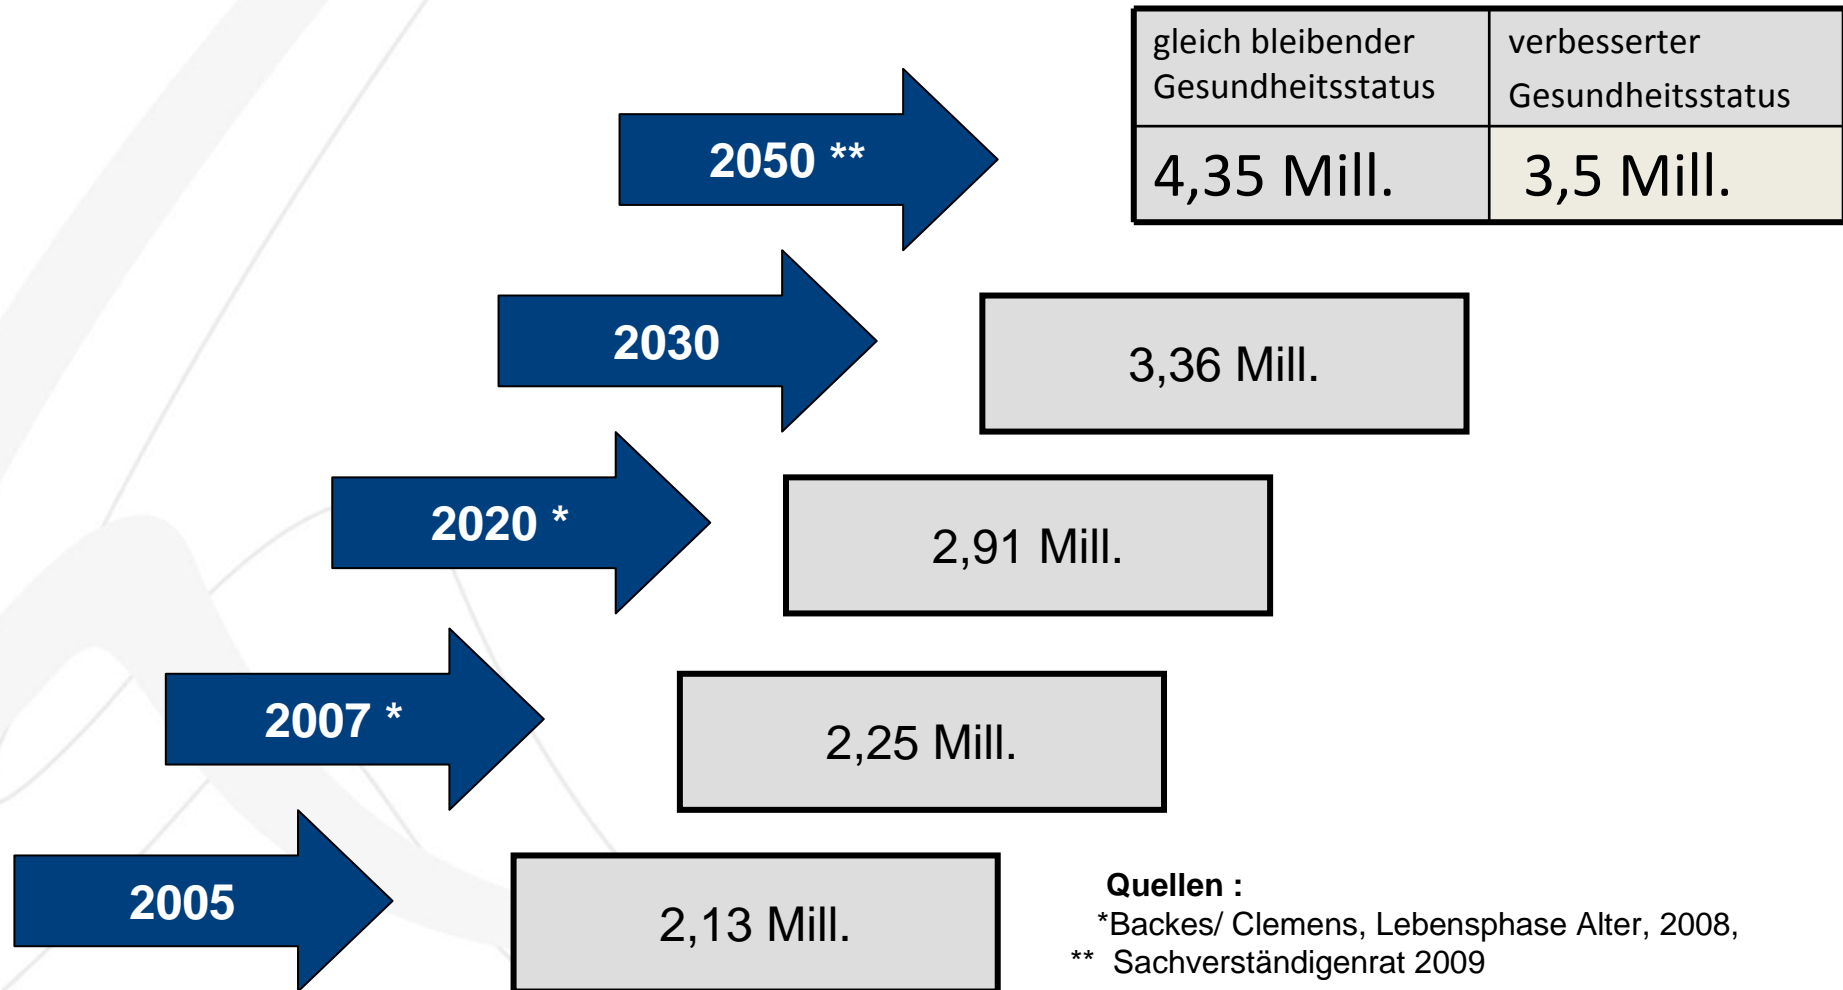 gleich bleibender
Gesundheitsstatus
verbesserter
Gesundheitsstatus
2050 **
4,35 Mill.
3,5 Mill.
2030
3,36 Mill.
2020 *
2,91 Mill.
2007 *
2,25 Mill.
2005
2,13 Mill.
Quellen :
*Backes/ Clemens, Lebensphase Alter, 2008,
** Sachverständigenrat 2009